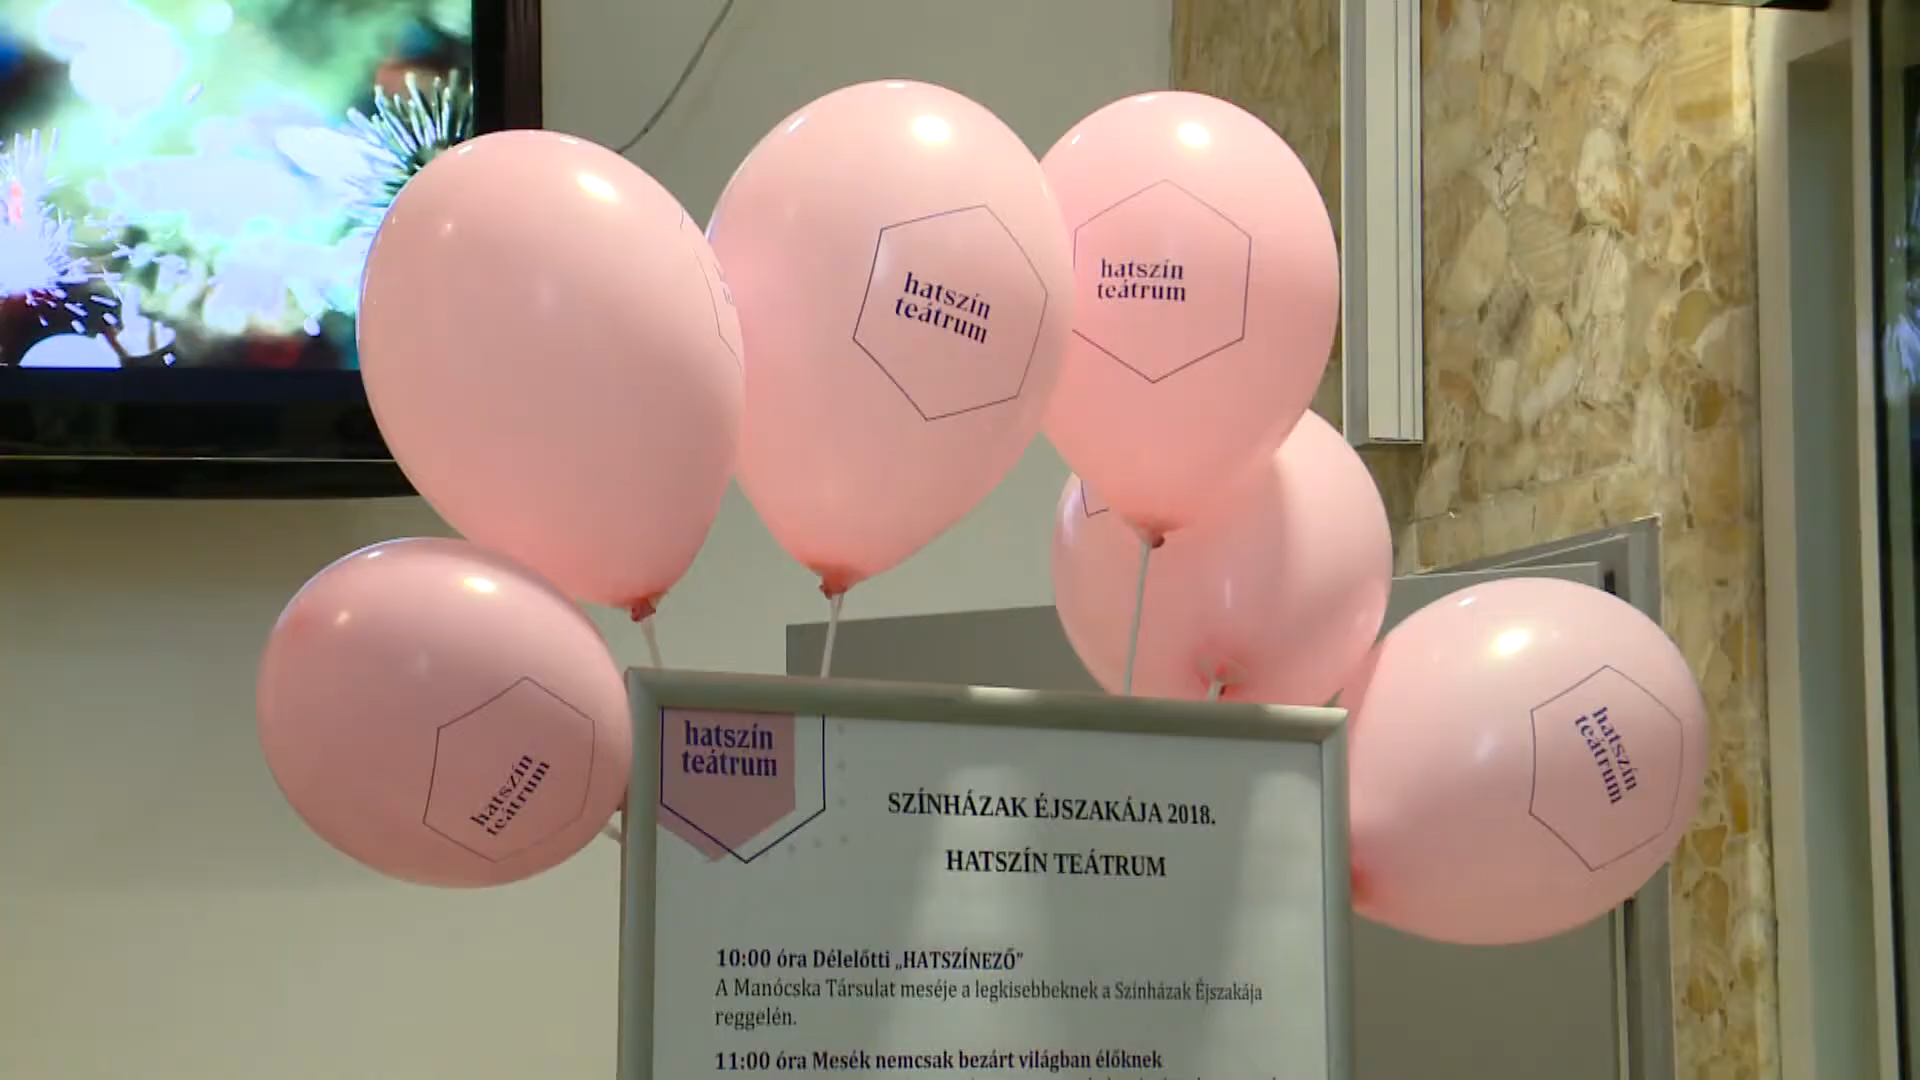 hatszín
teátrum
hatszín
teátrum
hatszín
teátrum
hatszín
teátrum
hatszín
teátrum
SZÍNHÁZAK ÉJSZAKÁJA 2018.
HATSZÍN TEÁTRUM
10:00 óra Délelőtti „HATSZÍNEZŐ”
A Manócska Társulat meséje a legkisebbeknek a Színházak Éjszakája
reggelén.
11:00 óra Mesék nemcsak bezárt világban élőknek